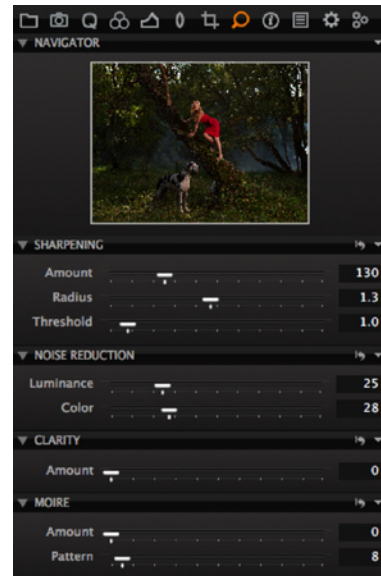 NAVIGATOR
SHARPENING
Amount 130
Radius 1.3
Threshold 1.0
NOISE REDUCTION
Luminance 25
Color 28
CLARITY
Amount 0
MOIRE
Amount 0
Pattern 8